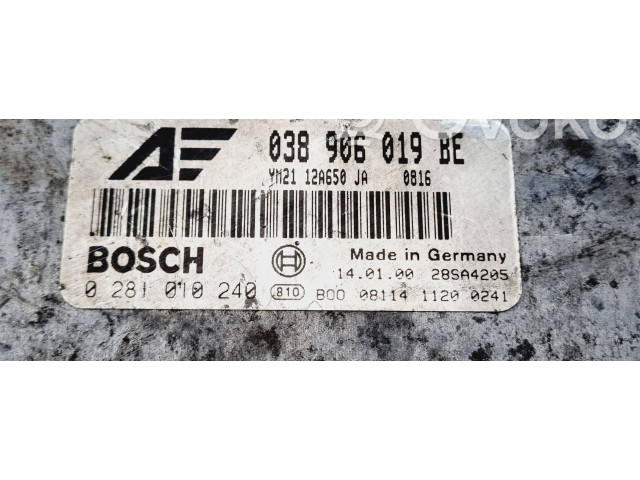 AF 038 906 019 BE
YM21 12A650 JA 0816
BOSCH Made in Germany
14.01.00 28SA4205
0 281 010 240 810 B00 08114 1120 0241